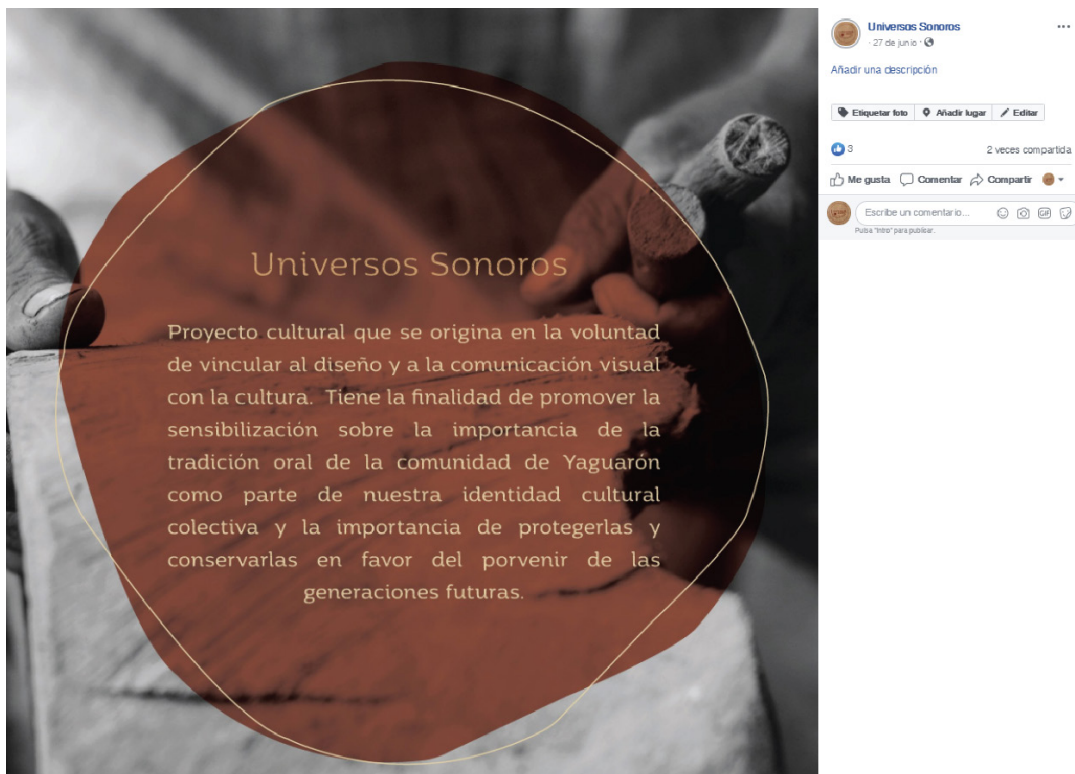 Universos Sonoros
Proyecto cultural que se origina en la voluntad
de vincular al diseño y a la comunicación visual
con la cultura. Tiene la finalidad de promover la
sensibilización sobre la importancia de la
tradición oral de la comunidad de Yaguarón
como parte de nuestra identidad cultural
colectiva y la importancia de protegerlas y
conservarlas en favor del porvenir de las
generaciones futuras.
Universos Sonoros
· 27 de junio ·
Añadir una descripción
Etiquetar foto Añadir lugar Editar
3 2 veces compartida
Me gusta Comentar Compartir
Escribe un comentario... GIF
Pulsa "Intro" para publicar.